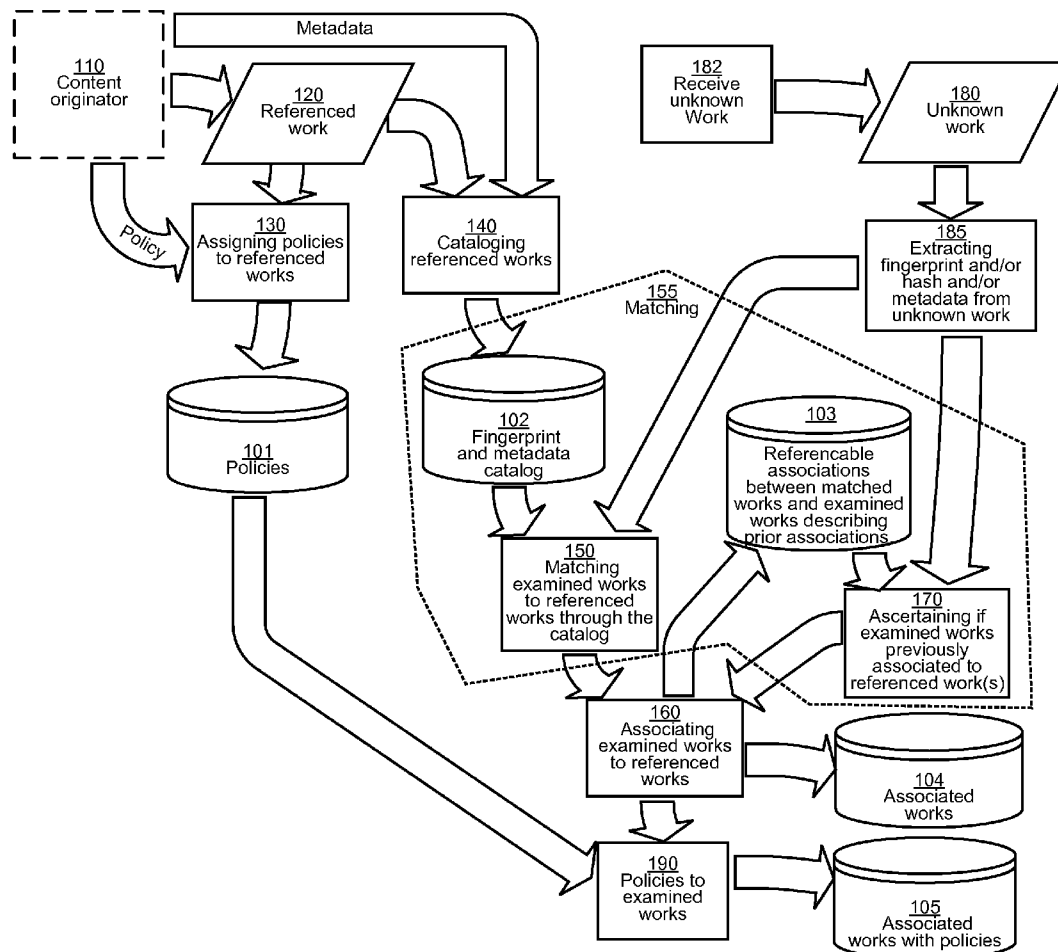 Metadata
110
Content
originator
120
Referenced
work
182
Receive
unknown
Work
180
Unknown
work
Policy
130
Assigning policies
to referenced
works
140
Cataloging
referenced works
185
Extracting
fingerprint and/or
hash and/or
metadata from
unknown work
155
Matching
101
Policies
102
Fingerprint
and metadata
catalog
103
Referencable
associations
between matched
works and examined
works describing
prior associations
150
Matching
examined works
to referenced
works through the
catalog
170
Ascertaining if
examined works
previously
associated to
referenced work(s)
160
Associating
examined works
to referenced
works
104
Associated
works
190
Policies to
examined
works
105
Associated
works with policies